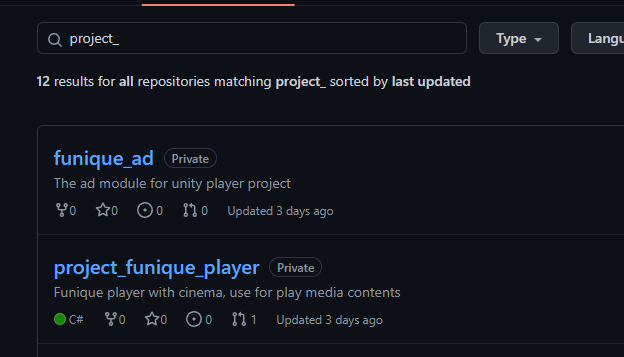 project_
Type
Langu
12 results for all repositories matching project_ sorted by last updated
funique_ad Private
The ad module for unity player project
0 0 0 0 Updated 3 days ago
project_funique_player Private
Funique player with cinema, use for play media contents
C# 0 0 0 1 Updated 3 days ago